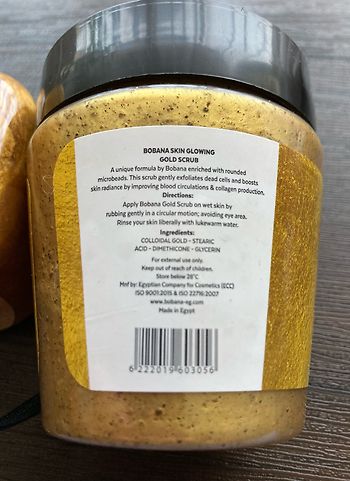 BOBANA SKIN GLOWING
GOLD SCRUB
A unique formula by Bobana enriched with rounded
microbeads. This scrub gently exfoliates dead cells and boosts
skin radiance by improving blood circulations & collagen production.
Directions:
Apply Bobana Gold Scrub on wet skin by
rubbing gently in a circular motion; avoiding eye area.
Rinse your skin liberally with lukewarm water.
Ingredients:
COLLOIDAL GOLD - STEARIC
ACID - DIMETHICONE - GLYCERIN
For external use only.
Keep out of reach of children.
Store below 28°C
Mnf by: Egyptian Company for Cosmetics (ECC)
ISO 9001:2015 & ISO 22716:2007
www.bobana-eg.com
Made in Egypt
6222019603056